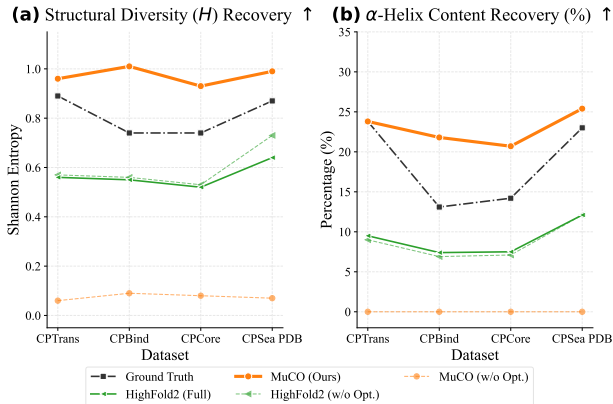 (a) Structural Diversity (H) Recovery ↑
(b) α-Helix Content Recovery (%) ↑
Shannon Entropy
1.0
0.8
0.6
0.4
0.2
0.0
CPTrans CPBind CPCore CPSea PDB
Dataset
Percentage (%)
35
30
25
20
15
10
5
0
CPTrans CPBind CPCore CPSea PDB
Dataset
Ground Truth
MuCO (Ours)
MuCO (w/o Opt.)
HighFold2 (Full)
HighFold2 (w/o Opt.)